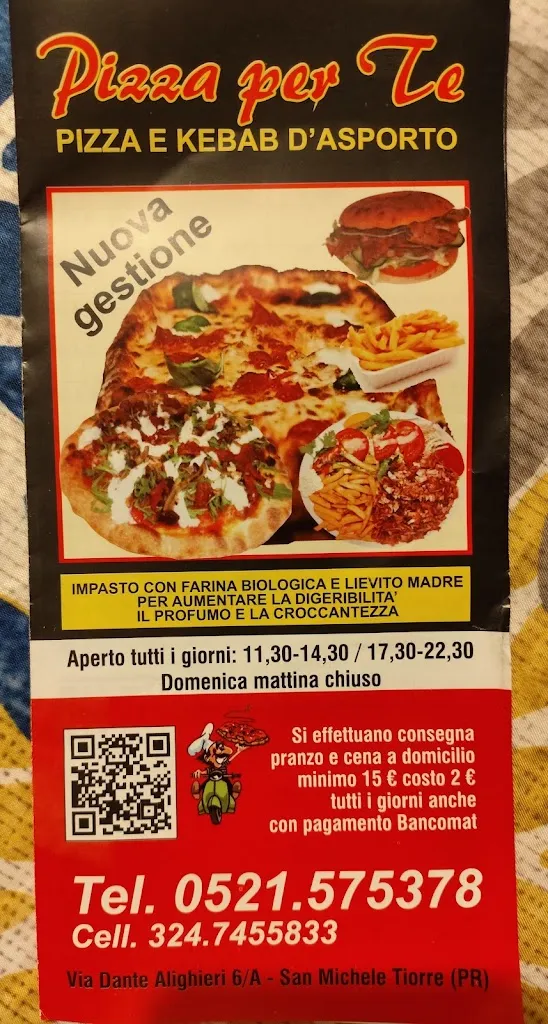 Pizza per Te
PIZZA E KEBAB D'ASPORTO
Nuova
gestione
IMPASTO CON FARINA BIOLOGICA E LIEVITO MADRE
PER AUMENTARE LA DIGERIBILITA'
IL PROFUMO E LA CROCCANTEZZA
Aperto tutti i giorni: 11,30-14,30 / 17,30-22,30
Domenica mattina chiuso
Si effettuano consegna
pranzo e cena a domicilio
minimo 15 € costo 2 €
tutti i giorni anche
con pagamento Bancomat
Tel. 0521.575378
Cell. 324.7455833
Via Dante Alighieri 6/A - San Michele Tiorre (PR)